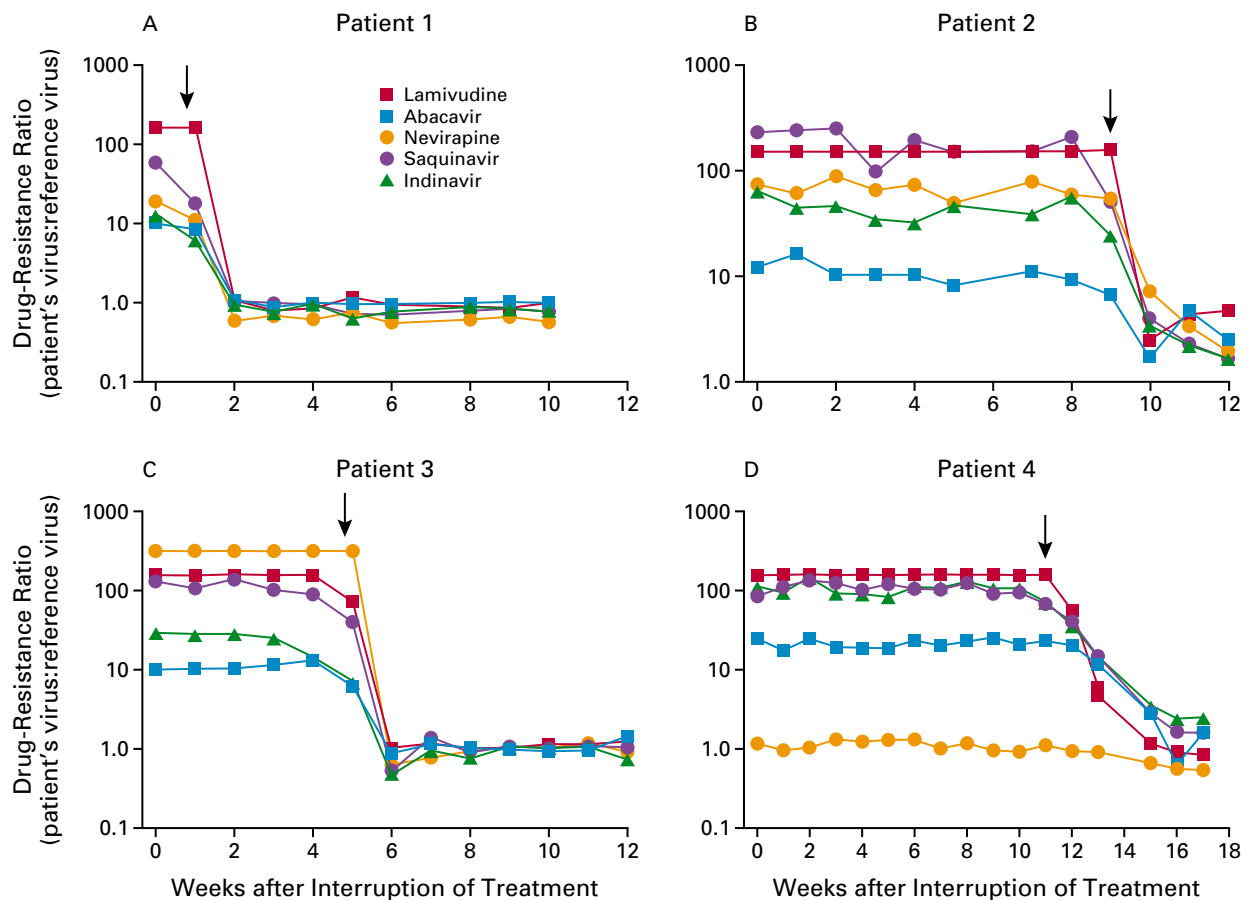 A Patient 1
Drug-Resistance Ratio
(patient's virus:reference virus)
1000
100
10
1.0
0.1
0 2 4 6 8 10 12
Lamivudine
Abacavir
Nevirapine
Saquinavir
Indinavir
B Patient 2
1000
100
10
1.0
0 2 4 6 8 10 12
C Patient 3
Drug-Resistance Ratio
(patient's virus:reference virus)
1000
100
10
1.0
0.1
0 2 4 6 8 10 12
Weeks after Interruption of Treatment
D Patient 4
1000
100
10
1.0
0.1
0 2 4 6 8 10 12 14 16 18
Weeks after Interruption of Treatment